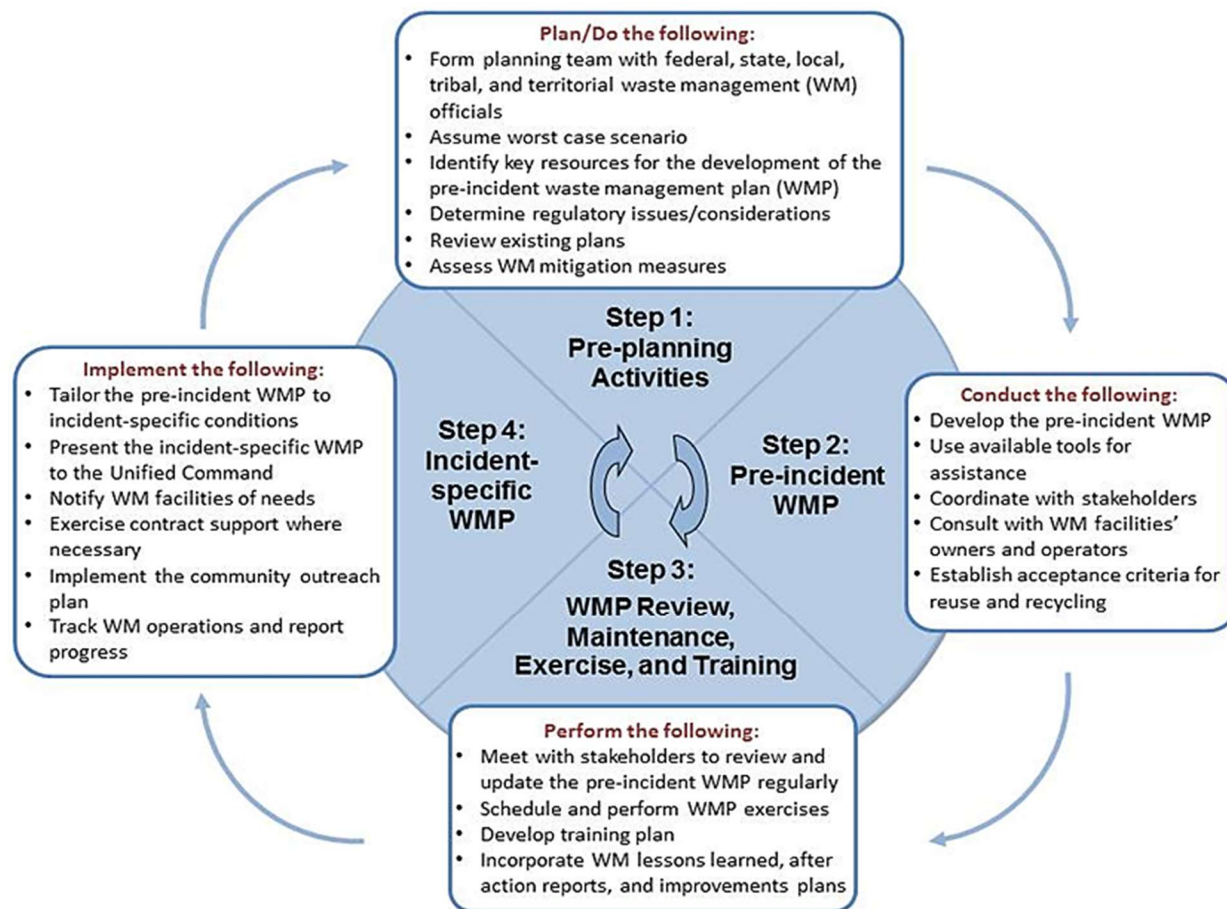 Plan/Do the following:
• Form planning team with federal, state, local,
tribal, and territorial waste management (WM)
officials
• Assume worst case scenario
• Identify key resources for the development of the
pre-incident waste management plan (WMP)
• Determine regulatory issues/considerations
• Review existing plans
• Assess WM mitigation measures
Step 1:
Pre-planning
Activities
Conduct the following:
• Develop the pre-incident WMP
• Use available tools for
assistance
• Coordinate with stakeholders
• Consult with WM facilities'
owners and operators
• Establish acceptance criteria for
reuse and recycling
Step 2:
Pre-incident
WMP
Step 3:
WMP Review,
Maintenance,
Exercise, and Training
Perform the following:
• Meet with stakeholders to review and
update the pre-incident WMP regularly
• Schedule and perform WMP exercises
• Develop training plan
• Incorporate WM lessons learned, after
action reports, and improvements plans
Step 4:
Incident-
specific
WMP
Implement the following:
• Tailor the pre-incident WMP to
incident-specific conditions
• Present the incident-specific WMP
to the Unified Command
• Notify WM facilities of needs
• Exercise contract support where
necessary
• Implement the community outreach
plan
• Track WM operations and report
progress